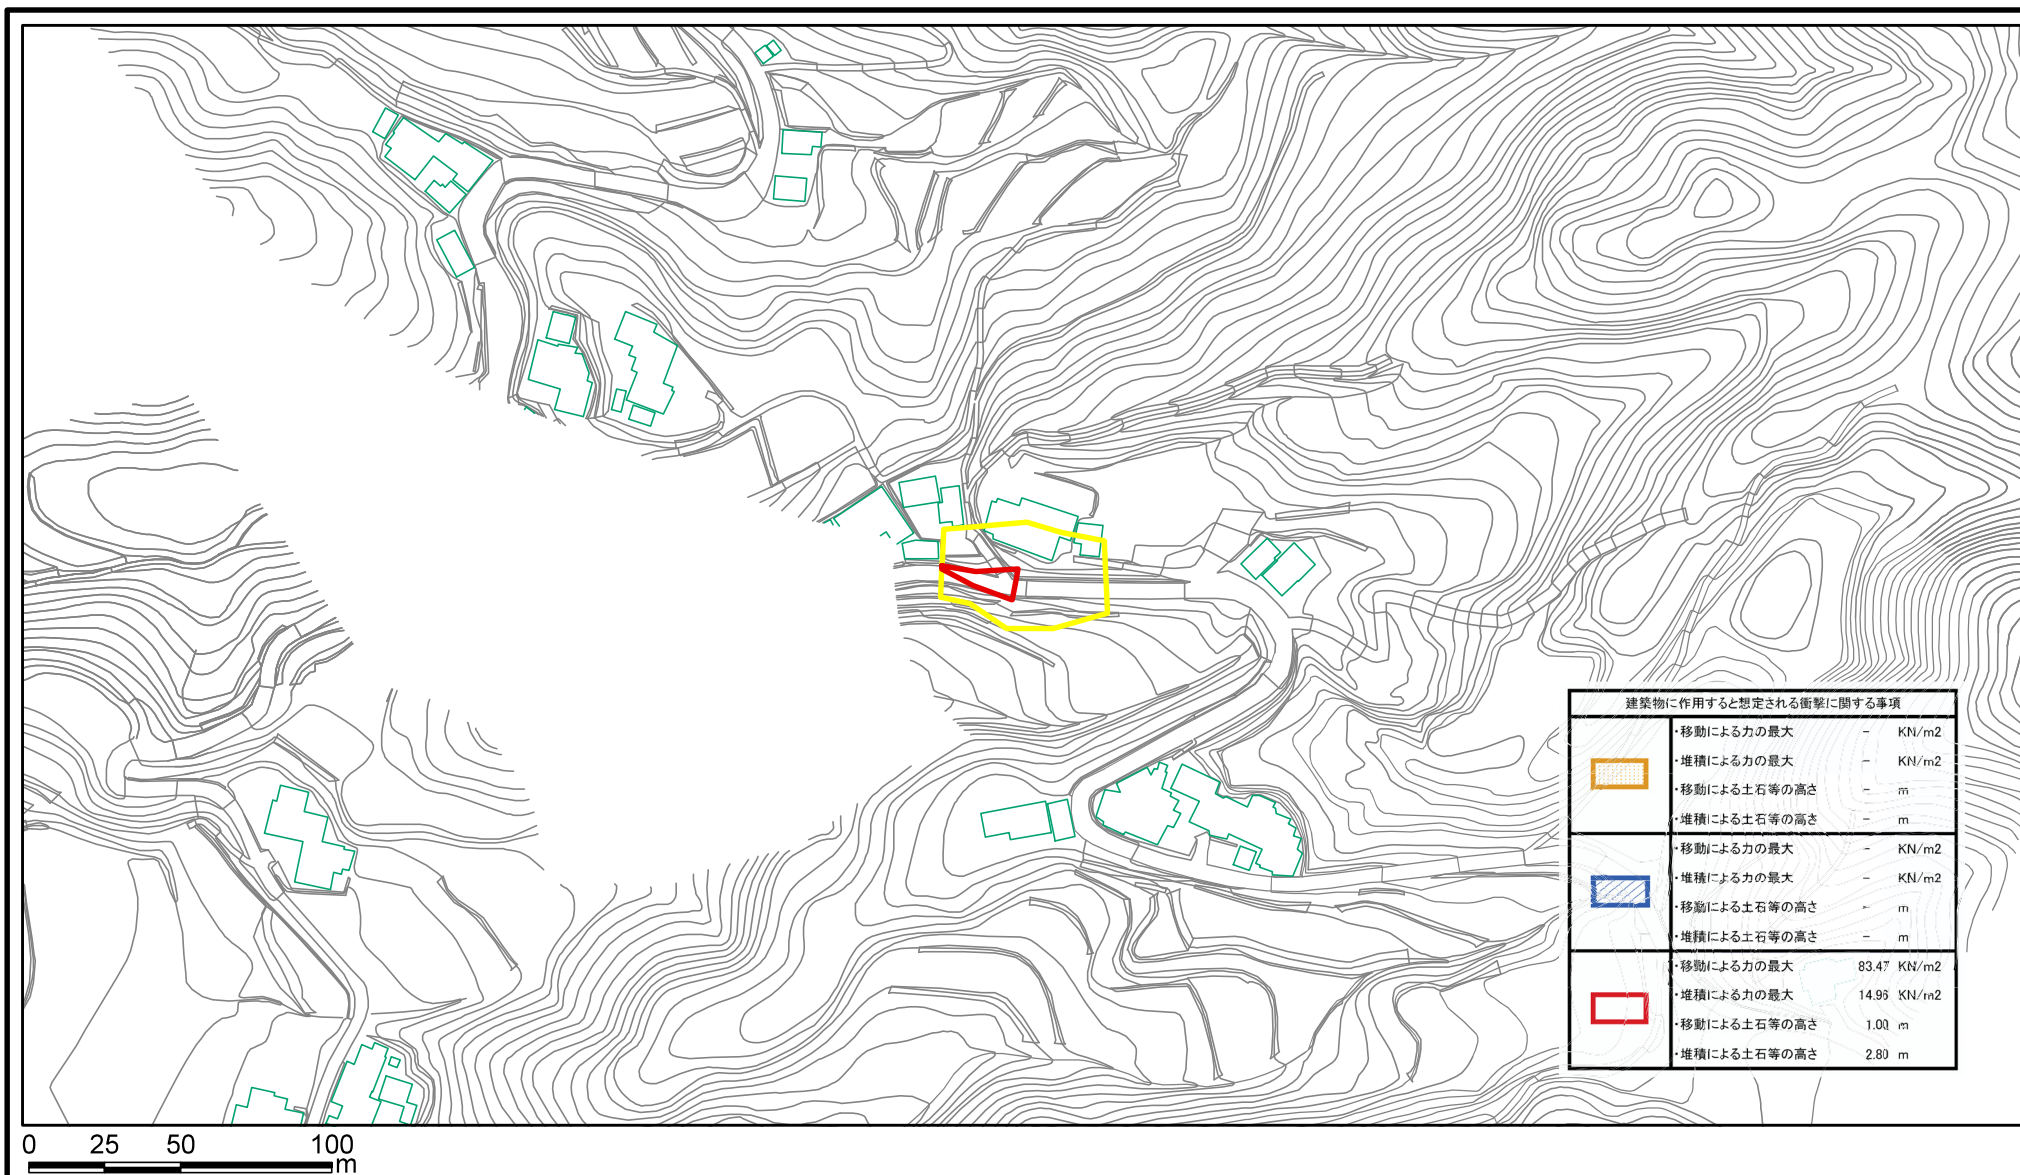 建築物に作用すると想定される衝撃に関する事項
・移動による力の最大 - KN/m2
・堆積による力の最大 - KN/m2
・移動による土石等の高さ - m
・堆積による土石等の高さ - m
・移動による力の最大 - KN/m2
・堆積による力の最大 - KN/m2
・移動による土石等の高さ - m
・堆積による土石等の高さ - m
・移動による力の最大 83.47 KN/m2
・堆積による力の最大 14.96 KN/m2
・移動による土石等の高さ 1.00 m
・堆積による土石等の高さ 2.80 m
0 25 50 100
m